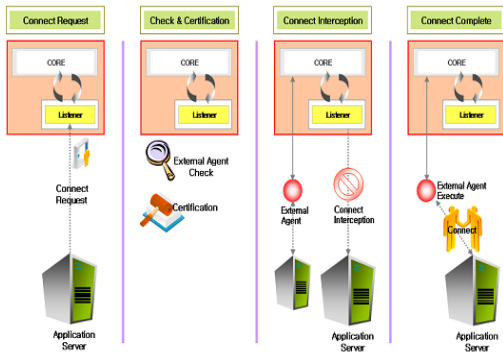 Connect Request
CORE
Listener
Connect
Request
Application
Server
Check & Certification
CORE
Listener
External Agent
Check
Certification
Connect Interception
CORE
Listener
External
Agent
Connect
Interception
Application
Server
Connect Complete
CORE
Listener
External Agent
Execute
Connect
Application
Server